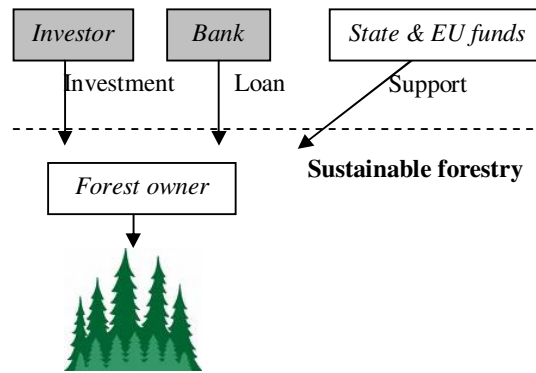 Investor
Bank
State & EU funds
Investment
Loan
Support
Sustainable forestry
Forest owner